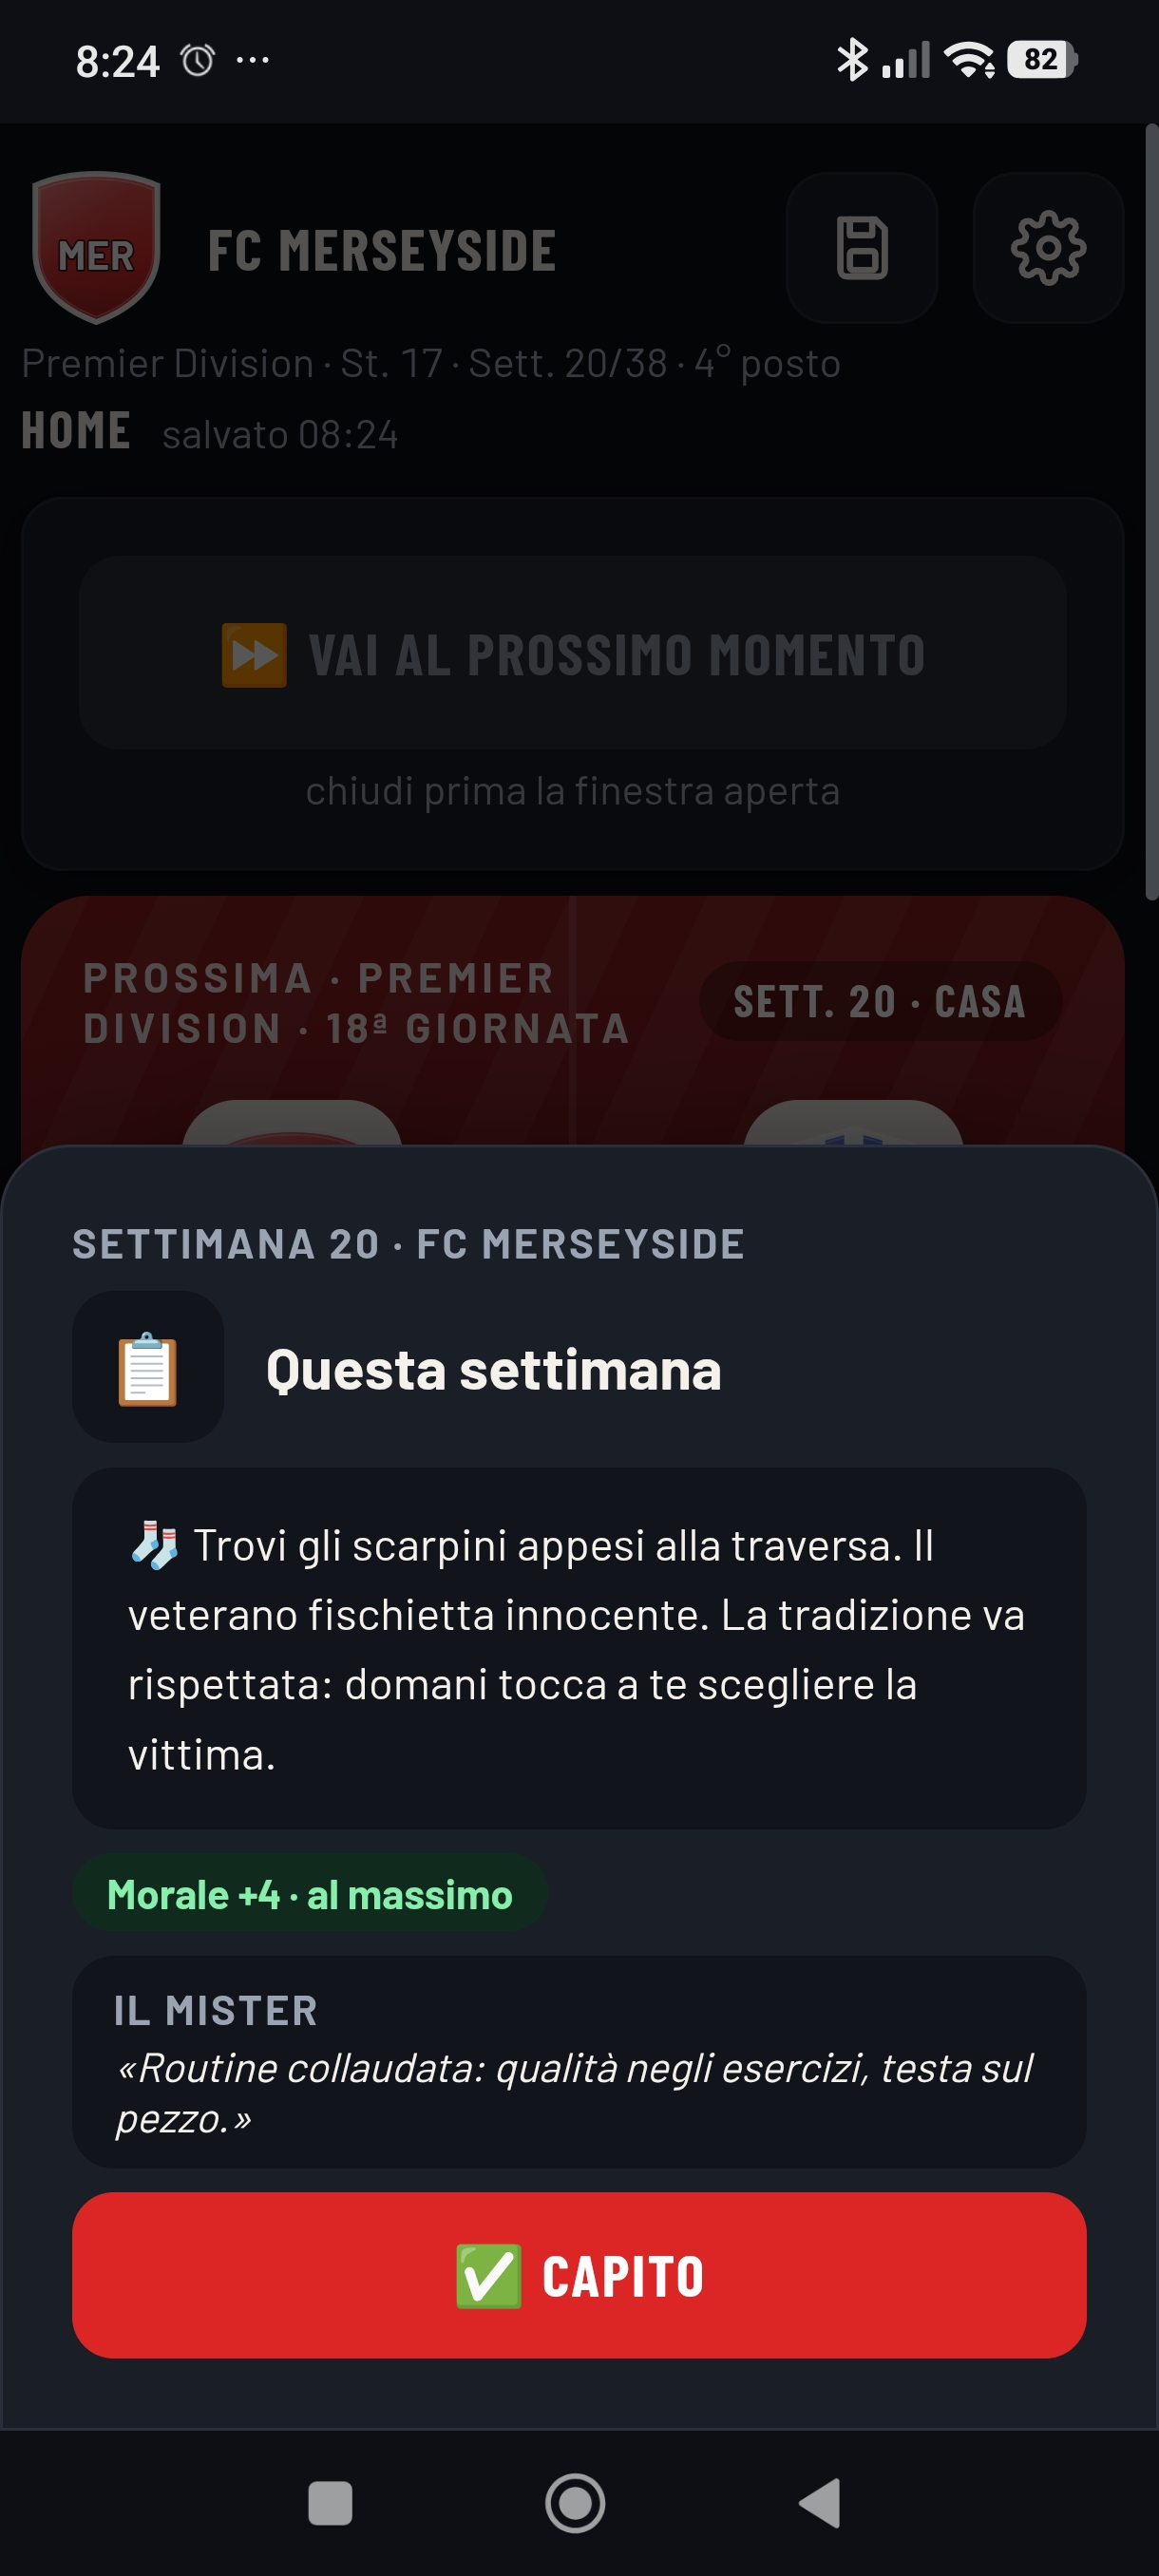 8:24
82
MER
FC MERSEYSIDE
Premier Division · St. 17 · Sett. 20/38 · 4° posto
HOME salvato 08:24
VAI AL PROSSIMO MOMENTO
chiudi prima la finestra aperta
PROSSIMA · PREMIER
DIVISION · 18ª GIORNATA
SETT. 20 · CASA
SETTIMANA 20 · FC MERSEYSIDE
Questa settimana
Trovi gli scarpini appesi alla traversa. Il
veterano fischietta innocente. La tradizione va
rispettata: domani tocca a te scegliere la
vittima.
Morale +4 · al massimo
IL MISTER
«Routine collaudata: qualità negli esercizi, testa sul
pezzo.»
CAPITO